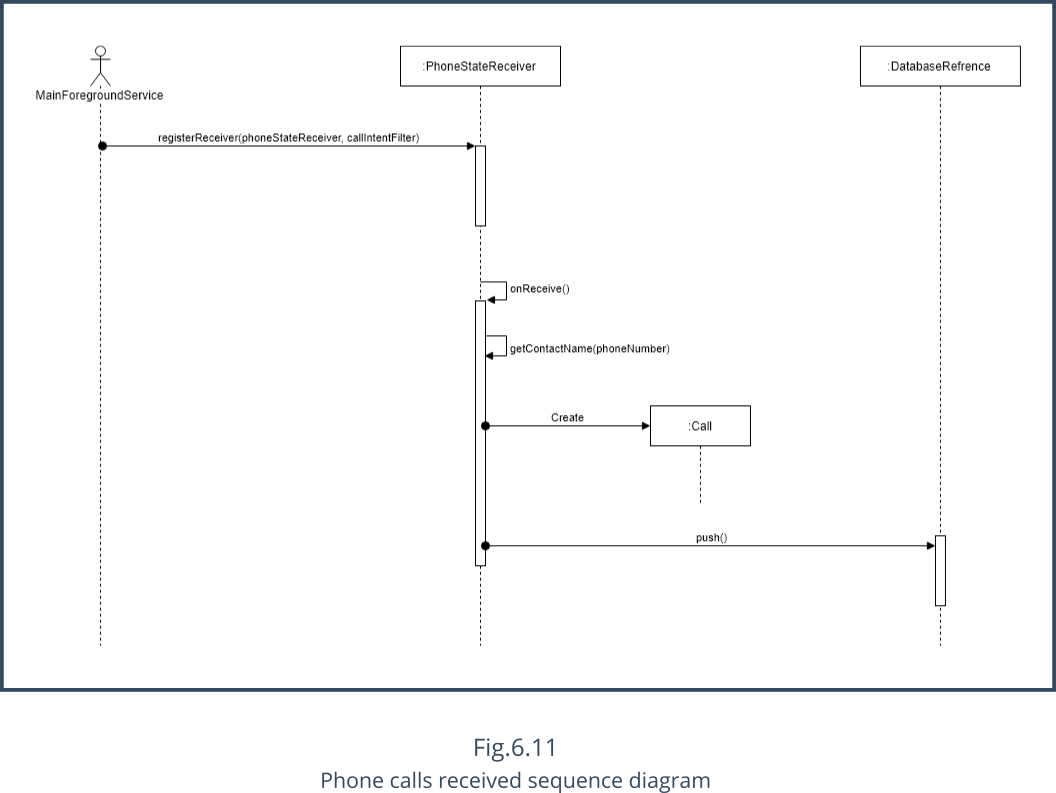 :PhoneStateReceiver
:DatabaseRefrence
MainForegroundService
registerReceiver(phoneStateReceiver, callIntentFilter)
onReceive()
getContactName(phoneNumber)
Create
:Call
push()
Fig.6.11
Phone calls received sequence diagram